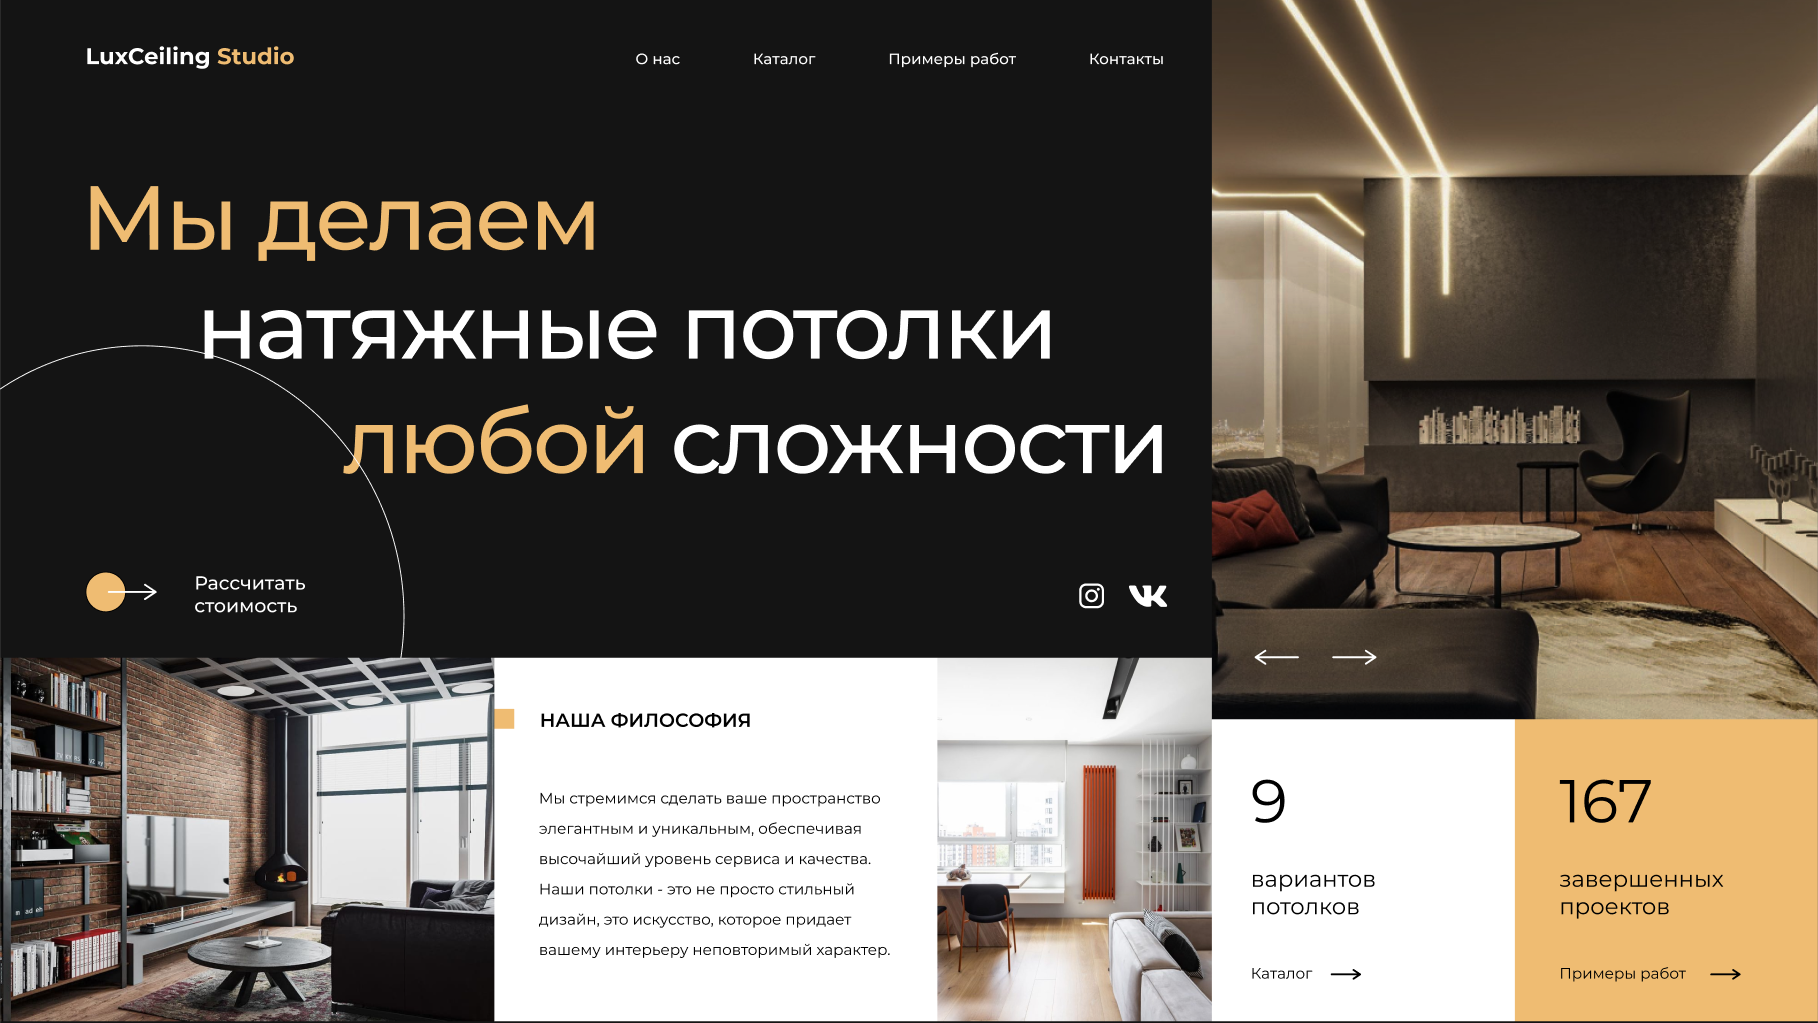 LuxCeiling Studio
О нас
Каталог
Примеры работ
Контакты
Мы делаем
натяжные потолки
любой сложности
Рассчитать
стоимость
НАША ФИЛОСОФИЯ
Мы стремимся сделать ваше пространство
элегантным и уникальным, обеспечивая
высочайший уровень сервиса и качества.
Наши потолки - это не просто стильный
дизайн, это искусство, которое придает
вашему интерьеру неповторимый характер.
9
вариантов
потолков
Каталог
167
завершенных
проектов
Примеры работ